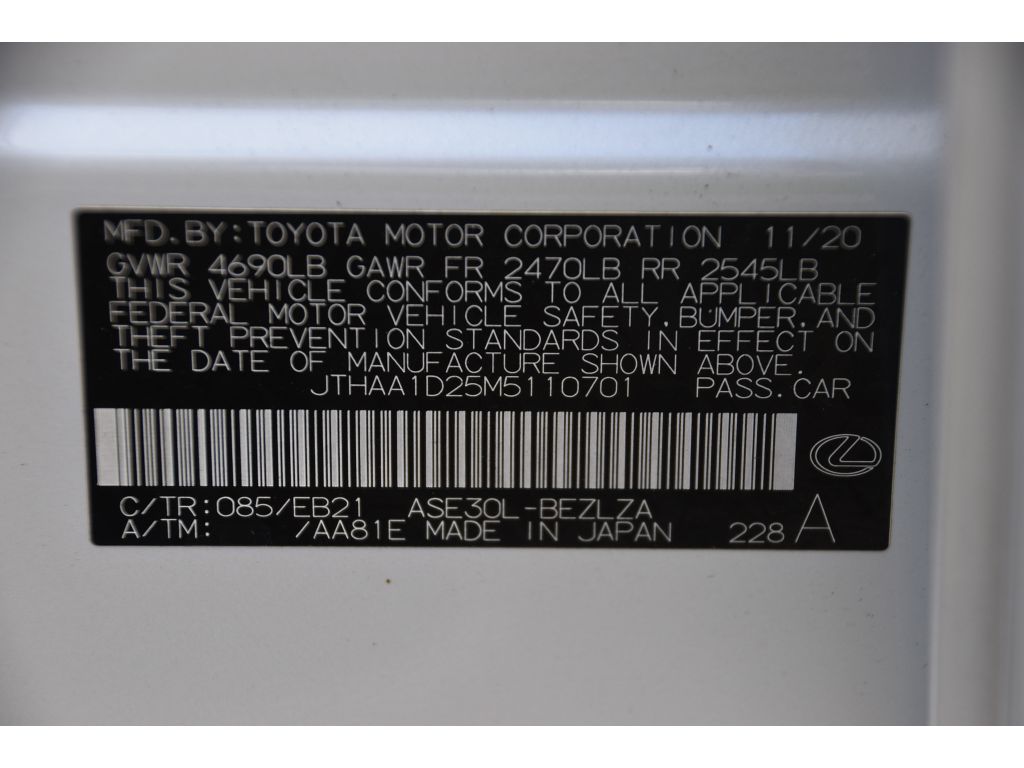 MFD.BY:TOYOTA MOTOR CORPORATION 11/20
GVWR 4690LB GAWR FR 2470LB RR 2545LB
THIS VEHICLE CONFORMS TO ALL APPLICABLE
FEDERAL MOTOR VEHICLE SAFETY,BUMPER,AND
THEFT PREVENTION STANDARDS IN EFFECT ON
THE DATE OF MANUFACTURE SHOWN ABOVE.
JTHAA1D25M5110701 PASS.CAR
C/TR:085/EB21 ASE30L-BEZLZA
A/TM: /AA81E MADE IN JAPAN 228 A